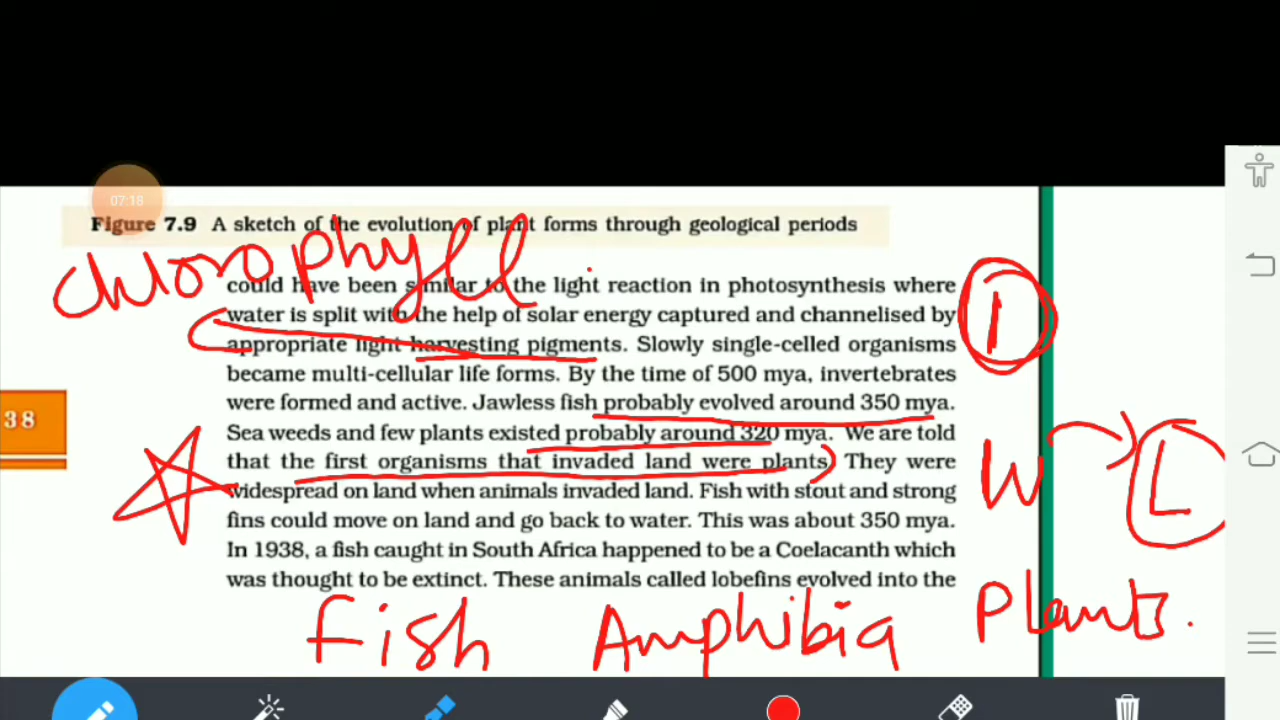 07:18
Figure 7.9 A sketch of the evolution of plant forms through geological periods
chlorophyll
could have been similar to the light reaction in photosynthesis where
water is split with the help of solar energy captured and channelised by
appropriate light harvesting pigments. Slowly single-celled organisms
became multi-cellular life forms. By the time of 500 mya, invertebrates
were formed and active. Jawless fish probably evolved around 350 mya.
Sea weeds and few plants existed probably around 320 mya. We are told
that the first organisms that invaded land were plants. They were
widespread on land when animals invaded land. Fish with stout and strong
fins could move on land and go back to water. This was about 350 mya.
In 1938, a fish caught in South Africa happened to be a Coelacanth which
was thought to be extinct. These animals called lobefins evolved into the
38
1
W L
Plants.
Fish Amphibia